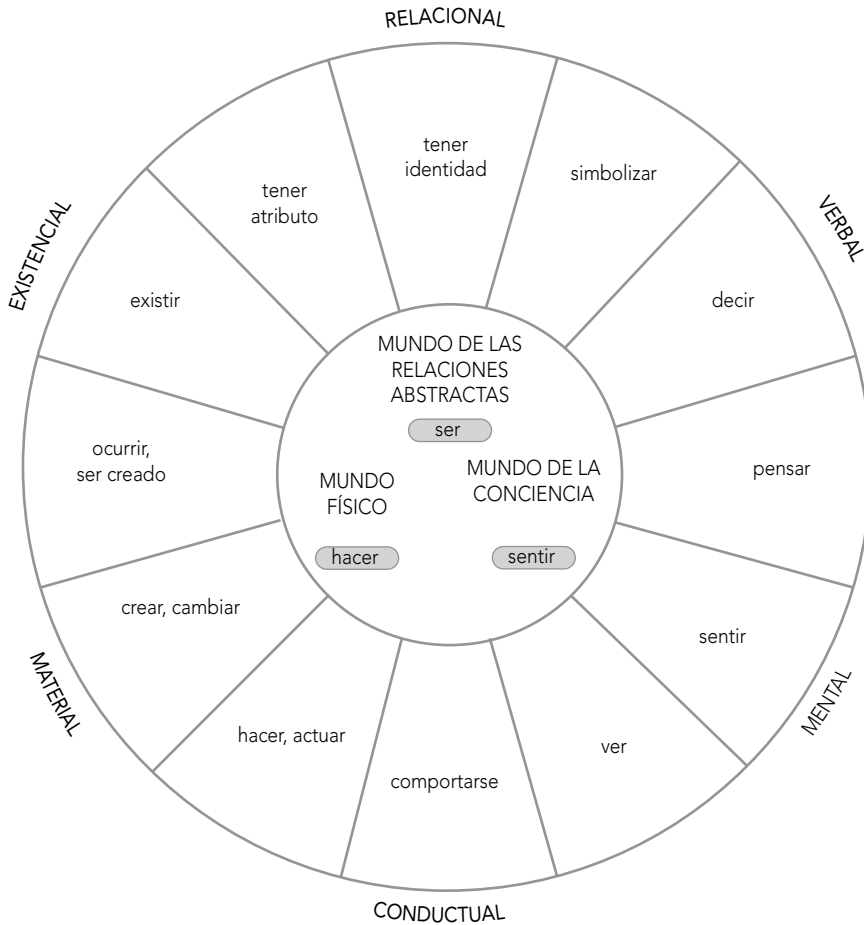 RELACIONAL
tener
identidad
simbolizar
tener
atributo
VERBAL
EXISTENCIAL
existir
decir
MUNDO DE LAS
RELACIONES
ABSTRACTAS
ser
ocurrir,
ser creado
MUNDO
FÍSICO
MUNDO DE LA
CONCIENCIA
pensar
hacer
sentir
crear, cambiar
sentir
MATERIAL
MENTAL
hacer, actuar
ver
comportarse
CONDUCTUAL